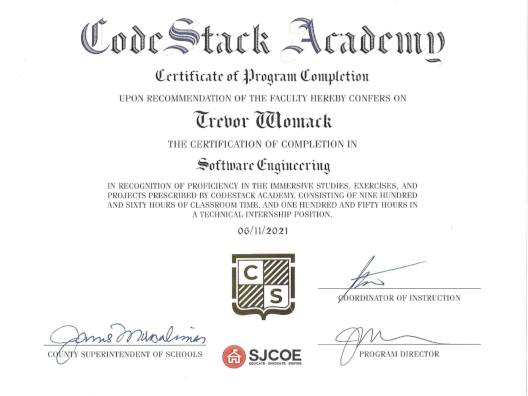 CodeStack Academy
Certificate of Program Completion
UPON RECOMMENDATION OF THE FACULTY HEREBY CONFERS ON
Trevor Womack
THE CERTIFICATION OF COMPLETION IN
Software Engineering
IN RECOGNITION OF PROFICIENCY IN THE IMMERSIVE STUDIES, EXERCISES, AND
PROJECTS PRESCRIBED BY CODESTACK ACADEMY, CONSISTING OF NINE HUNDRED
AND SIXTY HOURS OF CLASSROOM TIME, AND ONE HUNDRED AND FIFTY HOURS IN
A TECHNICAL INTERNSHIP POSITION.
06/11/2021
C
S
COORDINATOR OF INSTRUCTION
COUNTY SUPERINTENDENT OF SCHOOLS
SJCOE
EDUCATE • INNOVATE • INSPIRE
PROGRAM DIRECTOR